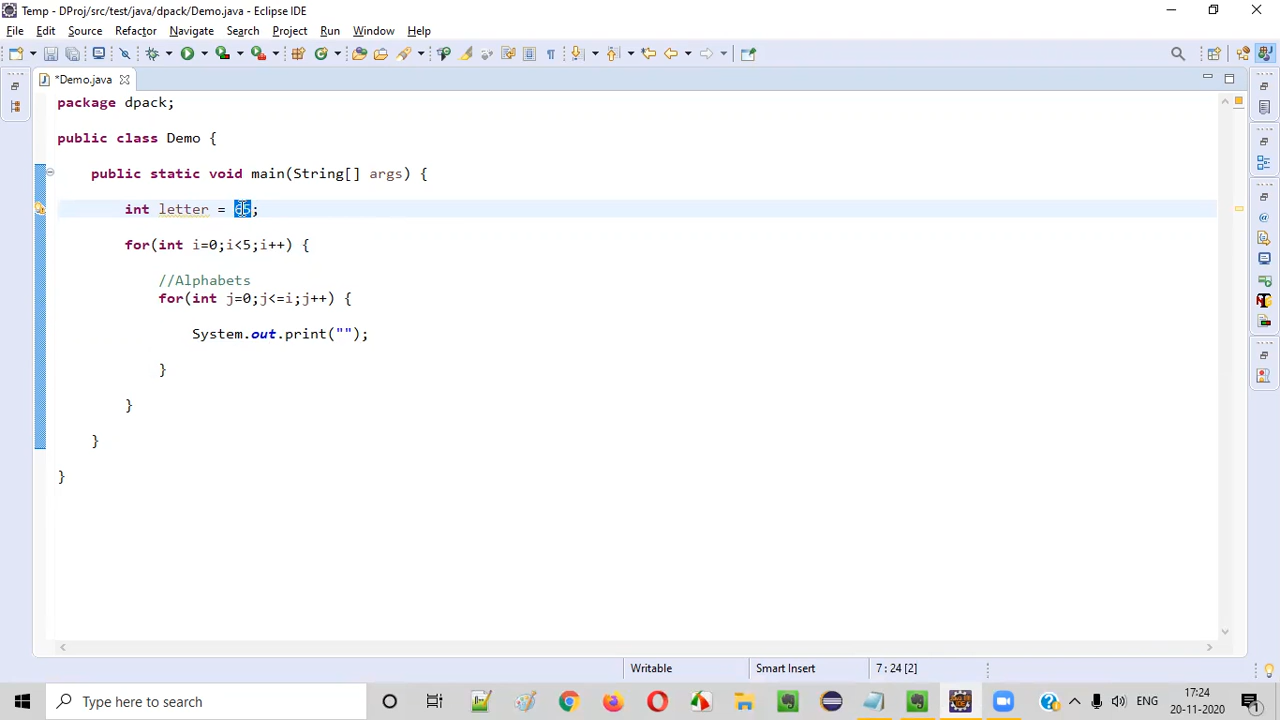 Temp - DProj/src/test/java/dpack/Demo.java - Eclipse IDE
File Edit Source Refactor Navigate Search Project Run Window Help
*Demo.java
package dpack;
public class Demo {
public static void main(String[] args) {
int letter = 65;
for(int i=0;i<5;i++) {
//Alphabets
for(int j=0;j<=i;j++) {
System.out.print("");
}
}
}
}
Writable
Smart Insert
7 : 24 [2]
Type here to search
ENG
17:24
20-11-2020